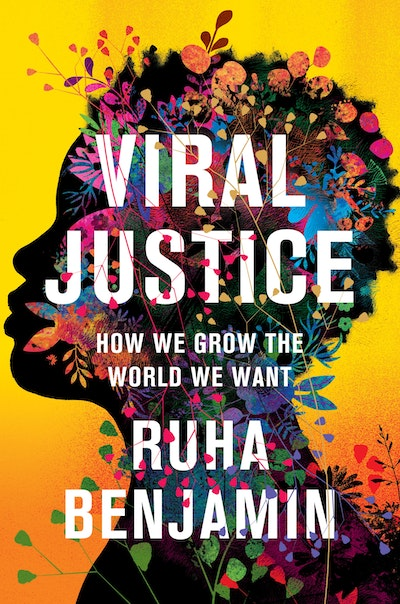 VIRAL
JUSTICE
HOW WE GROW THE
WORLD WE WANT
RUHA
BENJAMIN